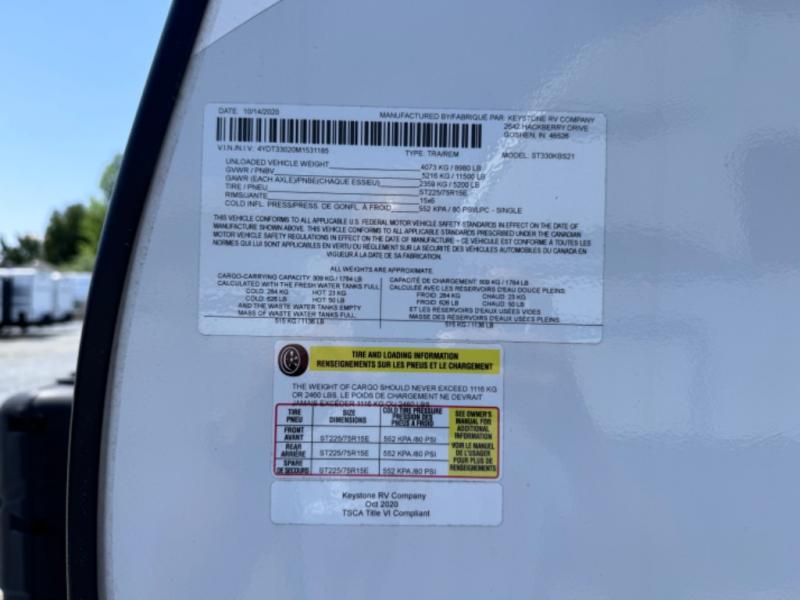 DATE: 10/14/2020 MANUFACTURED BY/FABRIQUÉ PAR: KEYSTONE RV COMPANY
2642 HACKBERRY DRIVE
GOSHEN, IN 46526
V.I.N./N.I.V.: 4YDT33020M1531185 TYPE: TRA/REM MODEL: ST330KBS21
UNLOADED VEHICLE WEIGHT 4073 KG / 8980 LB
GVWR / PNBV 5216 KG / 11500 LB
GAWR (EACH AXLE)/PNBE(CHAQUE ESSIEU) 2359 KG / 5200 LB
TIRE / PNEU ST225/75R15E
RIM/JANTE 15x6
COLD INFL. PRESS/PRESS. DE GONFL. À FROID 552 KPA / 80 PSI/LPC - SINGLE
THIS VEHICLE CONFORMS TO ALL APPLICABLE U.S. FEDERAL MOTOR VEHICLE SAFETY STANDARDS IN EFFECT ON THE DATE OF
MANUFACTURE SHOWN ABOVE. THIS VEHICLE CONFORMS TO ALL APPLICABLE STANDARDS PRESCRIBED UNDER THE CANADIAN
MOTOR VEHICLE SAFETY REGULATIONS IN EFFECT ON THE DATE OF MANUFACTURE – CE VÉHICULE EST CONFORME À TOUTES LES
NORMES QUI LUI SONT APPLICABLES EN VERTU DU RÈGLEMENT SUR LA SÉCURITÉ DES VÉHICULES AUTOMOBILES DU CANADA EN
VIGUEUR À LA DATE DE SA FABRICATION.
ALL WEIGHTS ARE APPROXIMATE.
CARGO-CARRYING CAPACITY: 809 KG / 1784 LB
CALCULATED WITH THE FRESH WATER TANKS FULL
COLD: 284 KG HOT: 23 KG
COLD: 626 LB HOT: 50 LB
AND THE WASTE WATER TANKS EMPTY
MASS OF WASTE WATER TANKS FULL:
515 KG / 1136 LB
CAPACITÉ DE CHARGEMENT: 809 KG / 1784 LB
CALCULÉE AVEC LES RÉSERVOIRS D'EAU DOUCE PLEINS:
FROID: 284 KG CHAUD: 23 KG
FROID: 626 LB CHAUD: 50 LB
ET LES RÉSERVOIRS D'EAUX USÉES VIDES
MASSE DES RÉSERVOIRS D'EAUX USÉES PLEINS:
515 KG / 1136 LB
TIRE AND LOADING INFORMATION
RENSEIGNEMENTS SUR LES PNEUS ET LE CHARGEMENT
THE WEIGHT OF CARGO SHOULD NEVER EXCEED 1116 KG
OR 2460 LBS. LE POIDS DE CHARGEMENT NE DEVRAIT
JAMAIS EXCÉDER 1116 KG OU 2460 LBS.
TIRE
PNEU
SIZE
DIMENSIONS
COLD TIRE PRESSURE
PRESSION DES
PNEUS À FROID
FRONT
AVANT ST225/75R15E 552 KPA /80 PSI
REAR
ARRIÈRE ST225/75R15E 552 KPA /80 PSI
SPARE
DE SECOURS ST225/75R15E 552 KPA /80 PSI
SEE OWNER'S
MANUAL FOR
ADDITIONAL
INFORMATION
VOIR LE MANUEL
DE L'USAGER
POUR PLUS DE
RENSEIGNEMENTS
Keystone RV Company
Oct 2020
TSCA Title VI Compliant